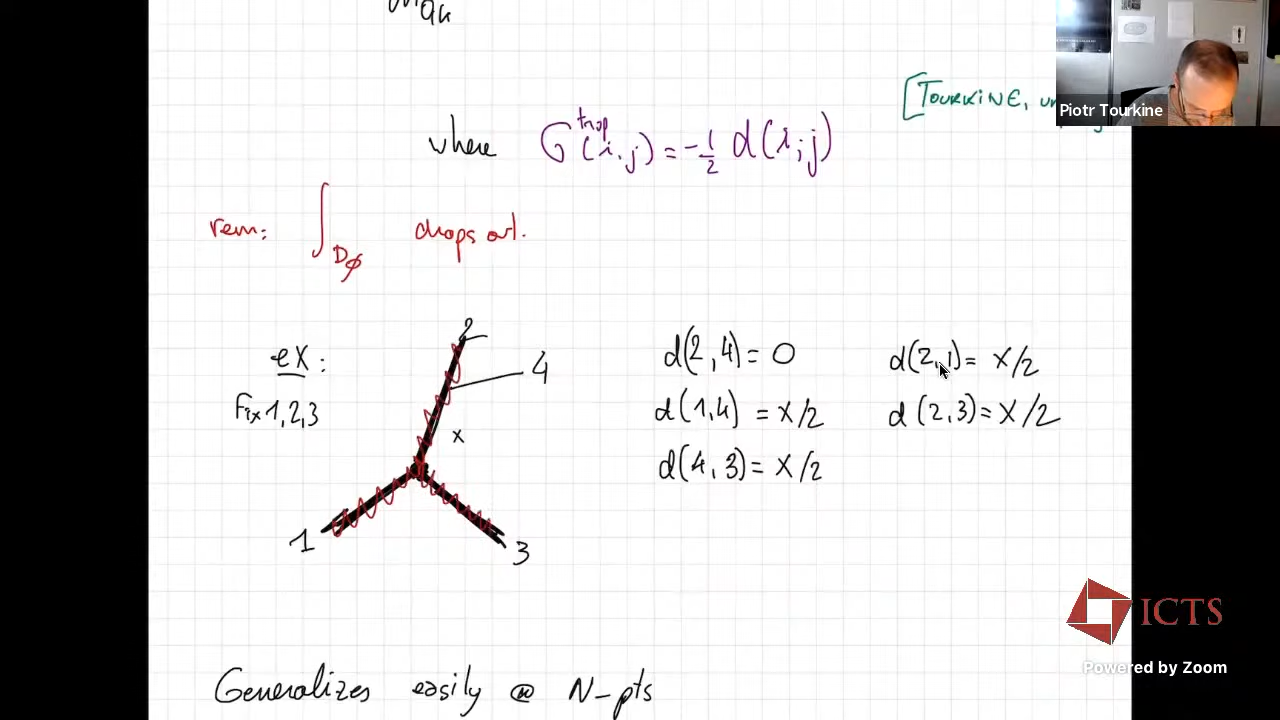 [TOURKINE, un
Piotr Tourkine
where G^trop(i,j) = -1/2 d(i,j)
rem: ∫_Dφ drops out.
ex:
Fix 1,2,3
2
4
x
1
3
d(2,4) = 0
d(1,4) = x/2
d(4,3) = x/2
d(2,1) = x/2
d(2,3) = x/2
ICTS
Powered by Zoom
Generalizes easily @ N-pts